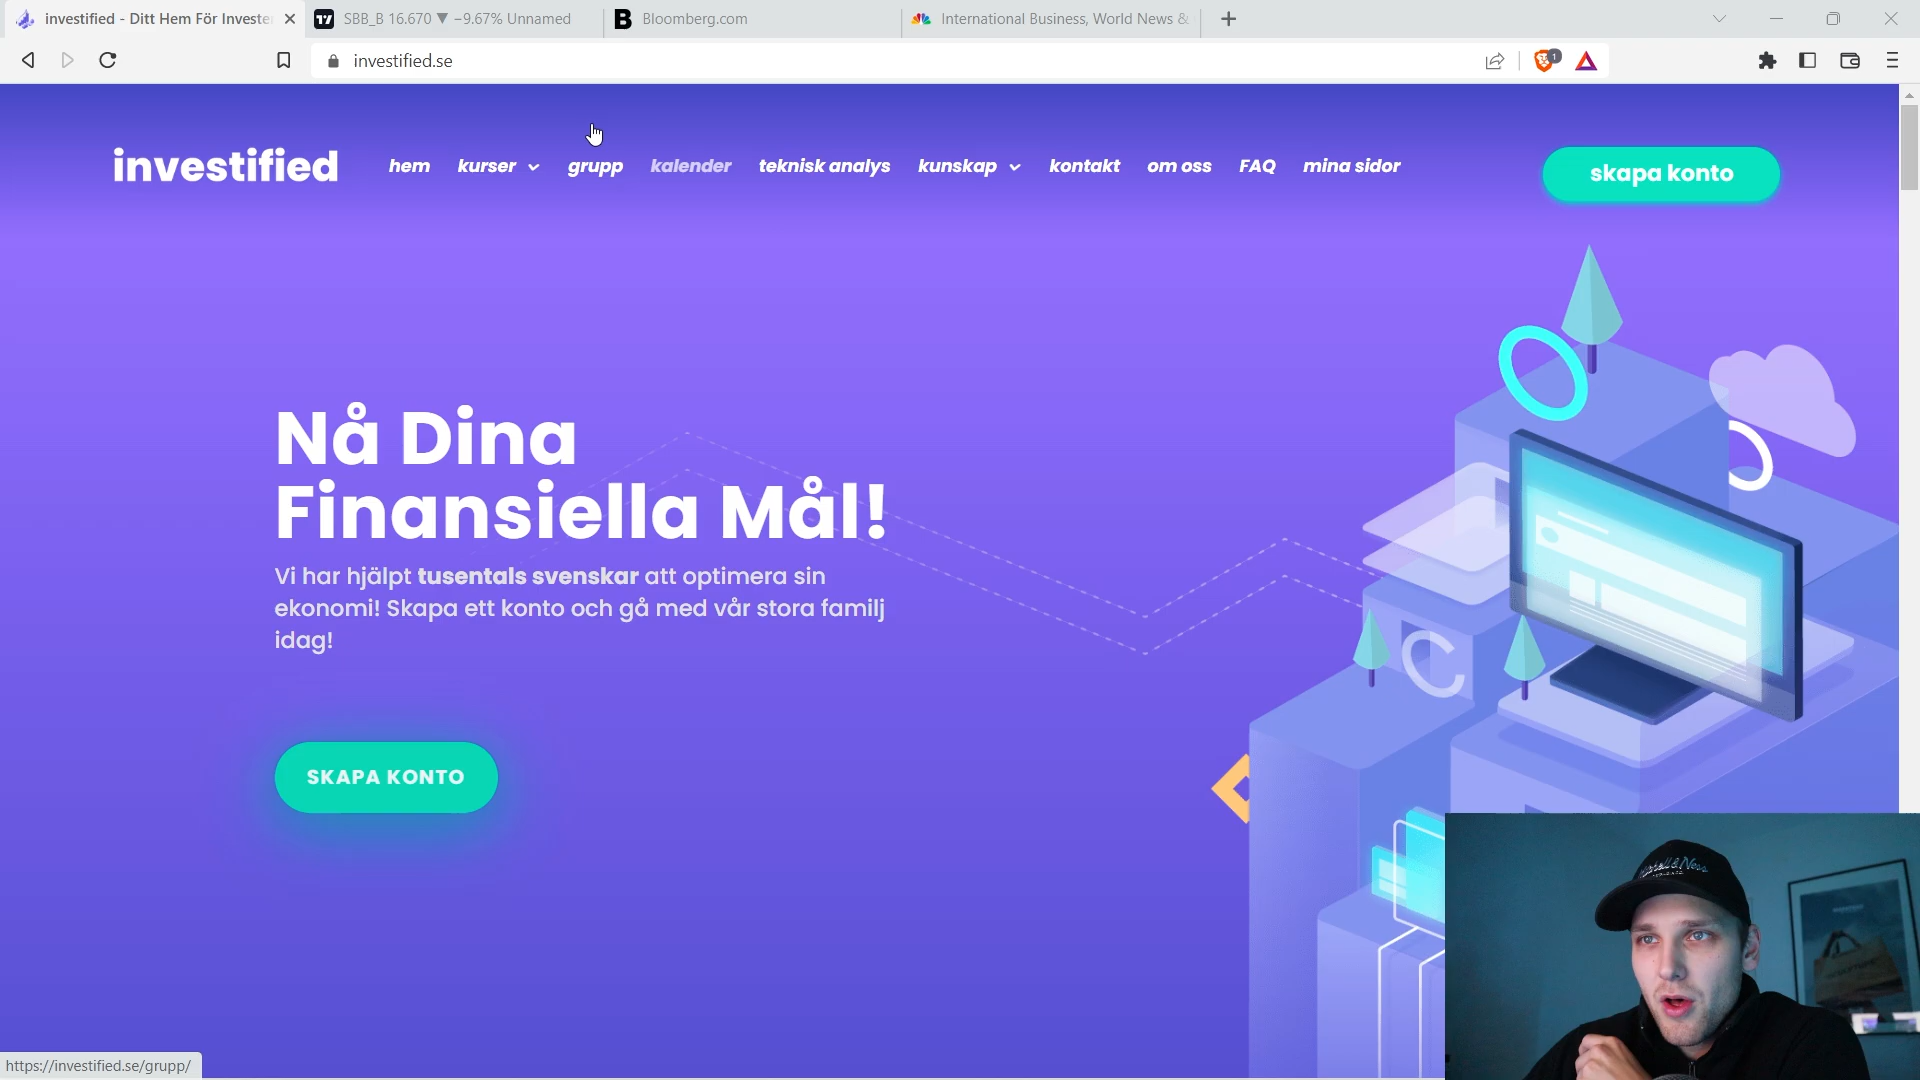 investified - Ditt Hem För Investe
SBB_B 16.670 ▼ −9.67% Unnamed
Bloomberg.com
International Business, World News &
investified.se
1
investified
hem
kurser
grupp
kalender
teknisk analys
kunskap
kontakt
om oss
FAQ
mina sidor
skapa konto
Nå Dina
Finansiella Mål!
Vi har hjälpt tusentals svenskar att optimera sin
ekonomi! Skapa ett konto och gå med vår stora familj
idag!
SKAPA KONTO
C
https://investified.se/grupp/